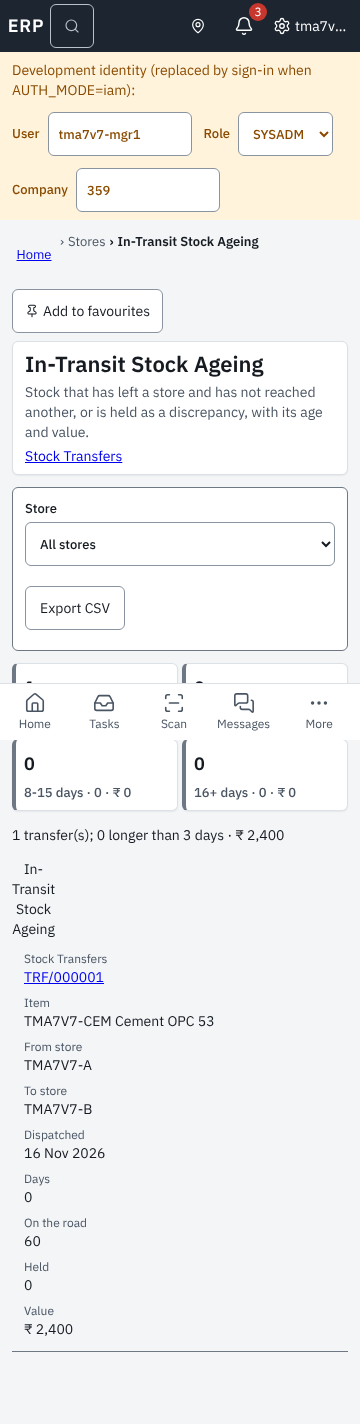 ERP
3
tma7v...
Development identity (replaced by sign-in when
AUTH_MODE=iam):
User
tma7v7-mgr1
Role
SYSADM
Company
359
Home
› Stores › In-Transit Stock Ageing
Add to favourites
In-Transit Stock Ageing
Stock that has left a store and has not reached
another, or is held as a discrepancy, with its age
and value.
Stock Transfers
Store
All stores
Export CSV
Home
Tasks
Scan
Messages
More
0
8-15 days · 0 · ₹ 0
0
16+ days · 0 · ₹ 0
1 transfer(s); 0 longer than 3 days · ₹ 2,400
In-
Transit
Stock
Ageing
Stock Transfers
TRF/000001
Item
TMA7V7-CEM Cement OPC 53
From store
TMA7V7-A
To store
TMA7V7-B
Dispatched
16 Nov 2026
Days
0
On the road
60
Held
0
Value
₹ 2,400